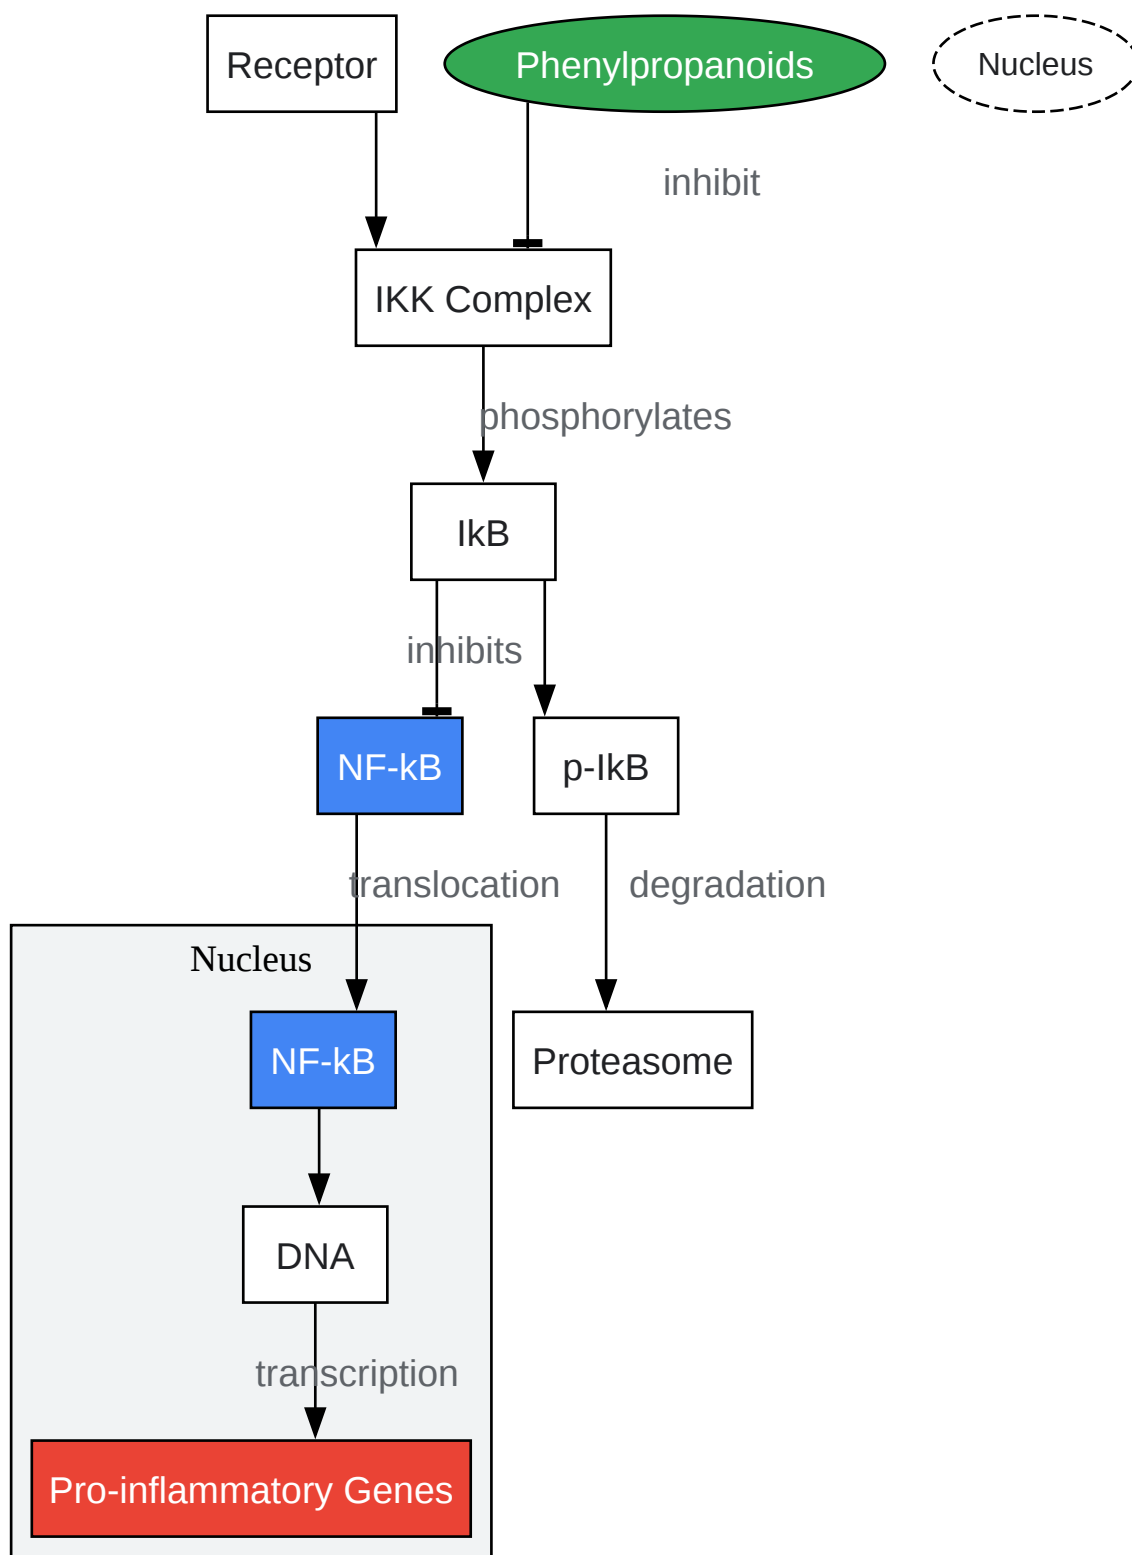 Receptor
Phenylpropanoids
Nucleus
inhibit
IKK Complex
phosphorylates
IkB
inhibits
NF-kB
p-IkB
translocation
degradation
Nucleus
NF-kB
Proteasome
DNA
transcription
Pro-inflammatory Genes